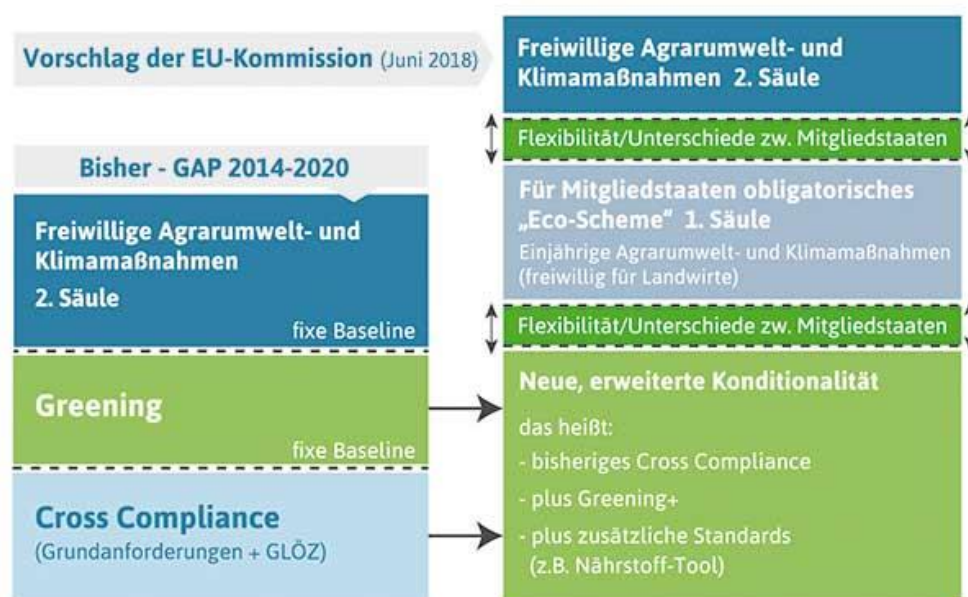 Vorschlag der EU-Kommission (Juni 2018)
Bisher - GAP 2014-2020
Freiwillige Agrarumwelt- und
Klimamaßnahmen
2. Säule
fixe Baseline
Greening
fixe Baseline
Cross Compliance
(Grundanforderungen + GLÖZ)
Freiwillige Agrarumwelt- und
Klimamaßnahmen 2. Säule
Flexibilität/Unterschiede zw. Mitgliedstaaten
Für Mitgliedstaaten obligatorisches
„Eco-Scheme“ 1. Säule
Einjährige Agrarumwelt- und Klimamaßnahmen
(freiwillig für Landwirte)
Flexibilität/Unterschiede zw. Mitgliedstaaten
Neue, erweiterte Konditionalität
das heißt:
- bisheriges Cross Compliance
- plus Greening+
- plus zusätzliche Standards
(z.B. Nährstoff-Tool)